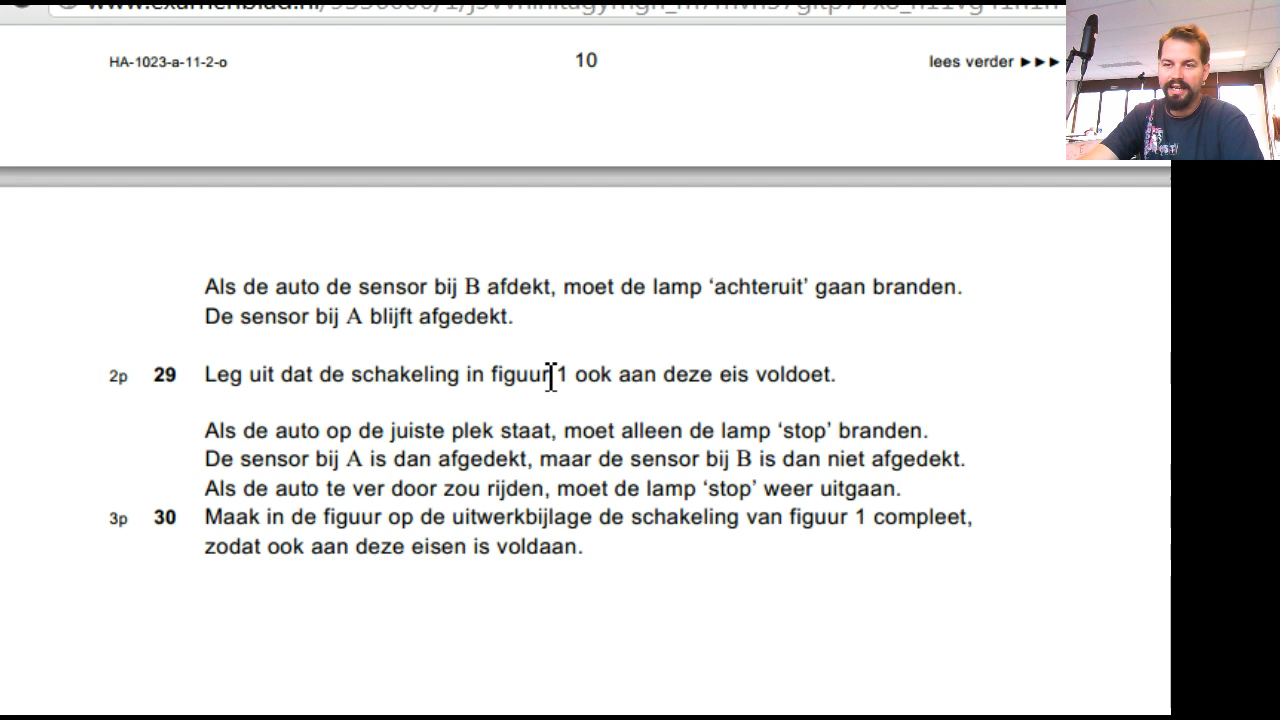 HA-1023-a-11-2-o
10
lees verder ►►►
Als de auto de sensor bij B afdekt, moet de lamp ‘achteruit’ gaan branden.
De sensor bij A blijft afgedekt.
2p 29 Leg uit dat de schakeling in figuur 1 ook aan deze eis voldoet.
Als de auto op de juiste plek staat, moet alleen de lamp ‘stop’ branden.
De sensor bij A is dan afgedekt, maar de sensor bij B is dan niet afgedekt.
Als de auto te ver door zou rijden, moet de lamp ‘stop’ weer uitgaan.
3p 30 Maak in de figuur op de uitwerkbijlage de schakeling van figuur 1 compleet,
zodat ook aan deze eisen is voldaan.